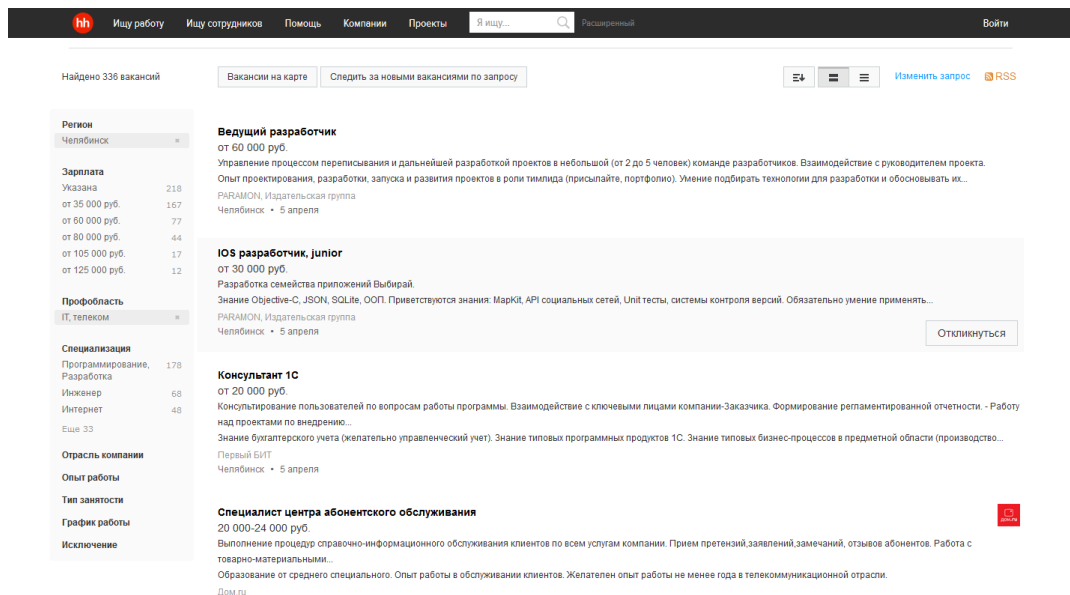 hh Ищу работу Ищу сотрудников Помощь Компании Проекты Я ищу... Расширенный Войти
Найдено 336 вакансий Вакансии на карте Следить за новыми вакансиями по запросу Изменить запрос RSS
Регион
Челябинск ×
Зарплата
Указана 218
от 35 000 руб. 167
от 60 000 руб. 77
от 80 000 руб. 44
от 105 000 руб. 17
от 125 000 руб. 12
Профобласть
IT, телеком ×
Специализация
Программирование, 178
Разработка
Инженер 68
Интернет 48
Еще 33
Отрасль компании
Опыт работы
Тип занятости
График работы
Исключение
Ведущий разработчик
от 60 000 руб.
Управление процессом переписывания и дальнейшей разработкой проектов в небольшой (от 2 до 5 человек) команде разработчиков. Взаимодействие с руководителем проекта.
Опыт проектирования, разработки, запуска и развития проектов в роли тимлида (присылайте, портфолио). Умение подбирать технологии для разработки и обосновывать их...
PARAMON, Издательская группа
Челябинск • 5 апреля
IOS разработчик, junior
от 30 000 руб.
Разработка семейства приложений Выбирай.
Знание Objective-C, JSON, SQLite, ООП. Приветствуются знания: MapKit, API социальных сетей, Unit тесты, системы контроля версий. Обязательно умение применять...
PARAMON, Издательская группа
Челябинск • 5 апреля
Откликнуться
Консультант 1С
от 20 000 руб.
Консультирование пользователей по вопросам работы программы. Взаимодействие с ключевыми лицами компании-Заказчика. Формирование регламентированной отчетности. - Работу
над проектами по внедрению...
Знание бухгалтерского учета (желательно управленческий учет). Знание типовых программных продуктов 1С. Знание типовых бизнес-процессов в предметной области (производство...
Первый БИТ
Челябинск • 5 апреля
Специалист центра абонентского обслуживания
20 000-24 000 руб.
Выполнение процедур справочно-информационного обслуживания клиентов по всем услугам компании. Прием претензий,заявлений,замечаний, отзывов абонентов. Работа с
товарно-материальными...
Образование от среднего специального. Опыт работы в обслуживании клиентов. Желателен опыт работы не менее года в телекоммуникационной отрасли.
Дом.ru
дом.ru